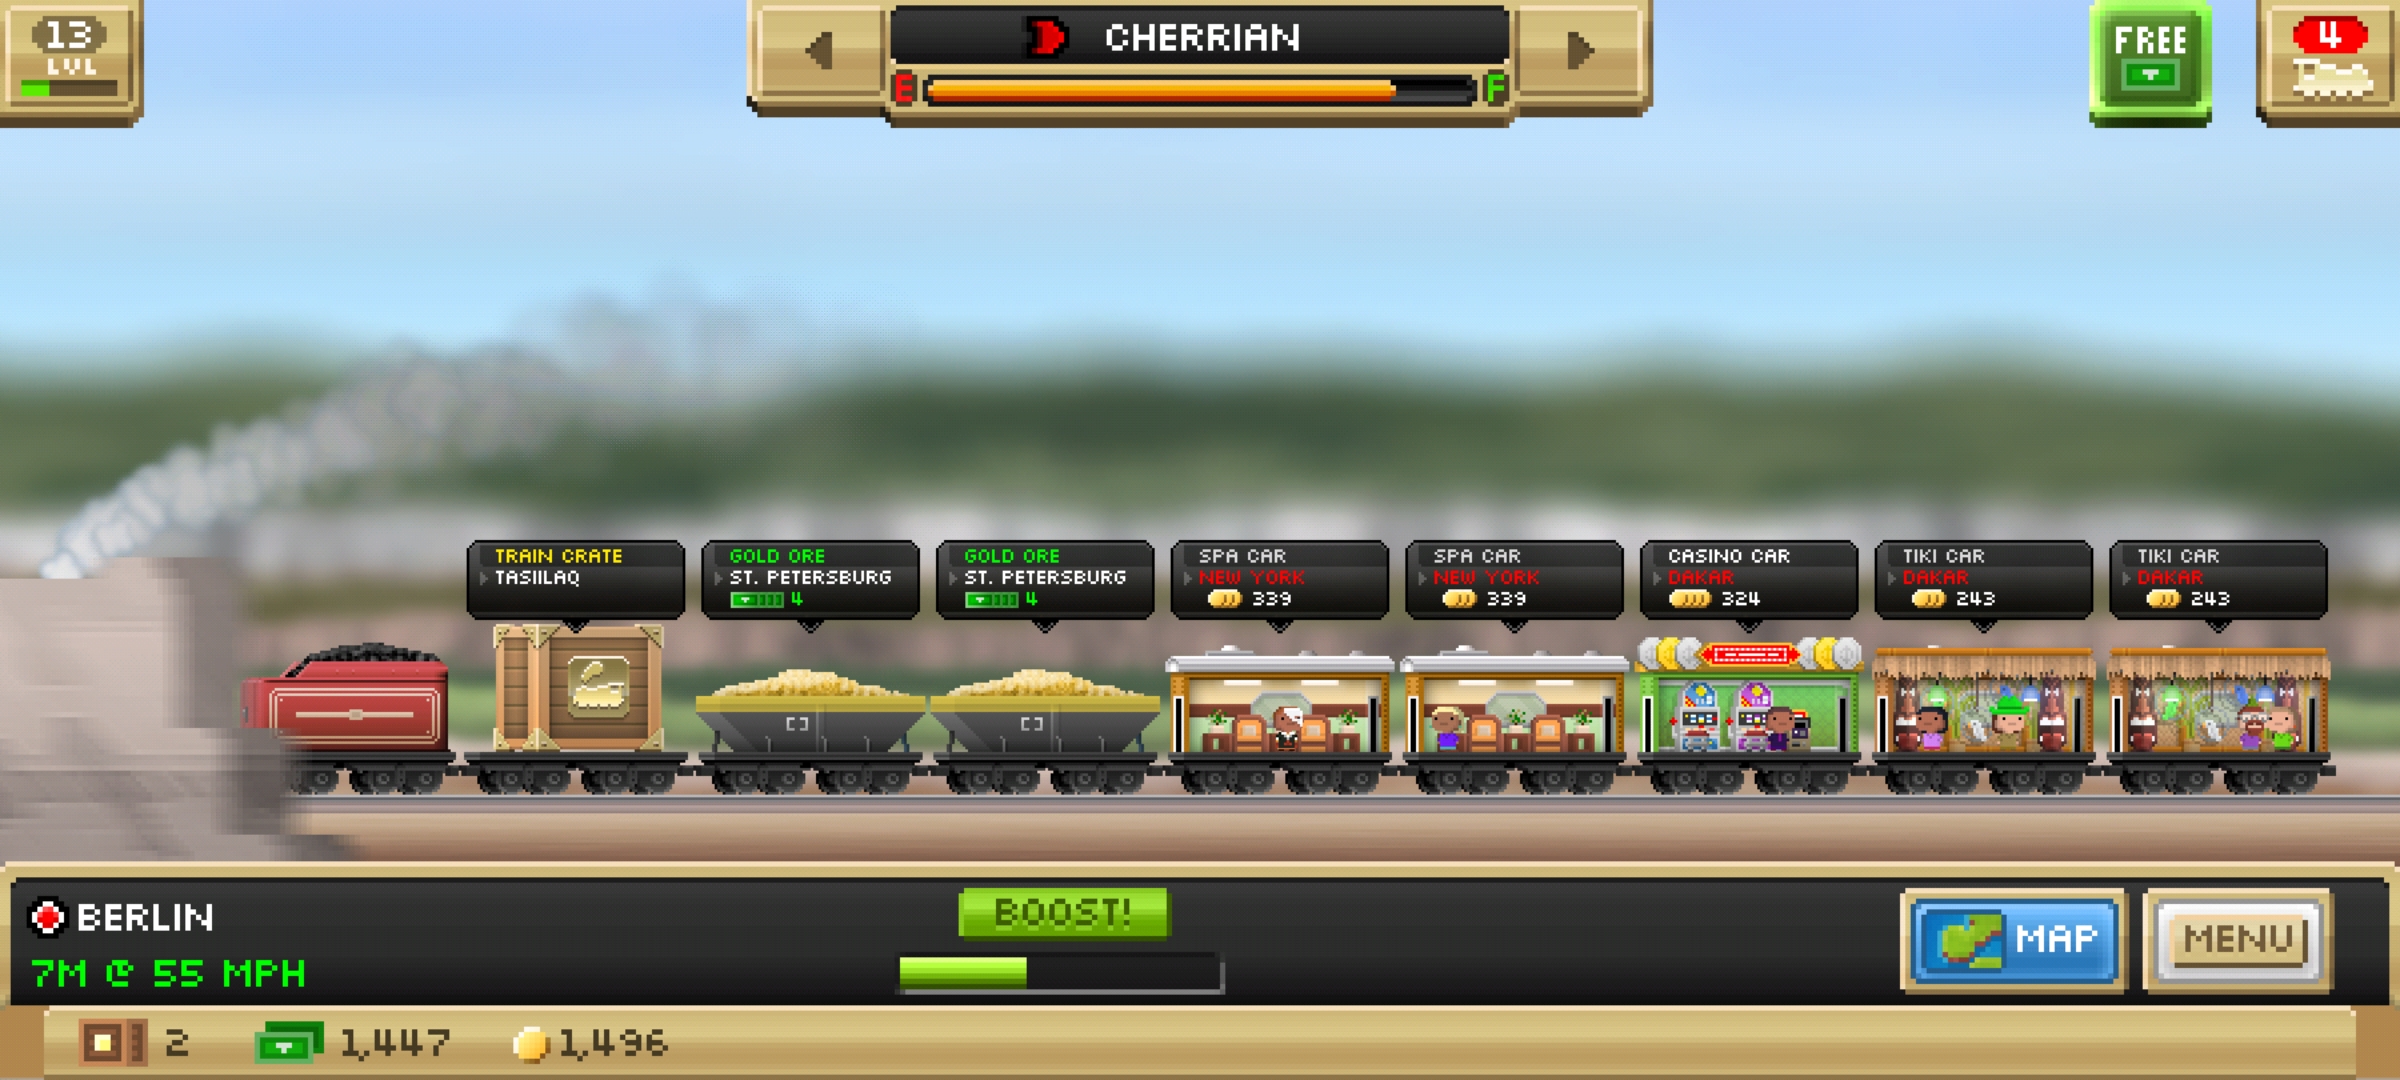 13
LVL
CHERRIAN
E F
FREE
4
TRAIN CRATE
TASIILAQ
GOLD ORE
ST. PETERSBURG
4
GOLD ORE
ST. PETERSBURG
4
SPA CAR
NEW YORK
339
SPA CAR
NEW YORK
339
CASINO CAR
DAKAR
324
TIKI CAR
DAKAR
243
TIKI CAR
DAKAR
243
BERLIN
7M @ 55 MPH
BOOST!
MAP
MENU
2
1,447
1,496